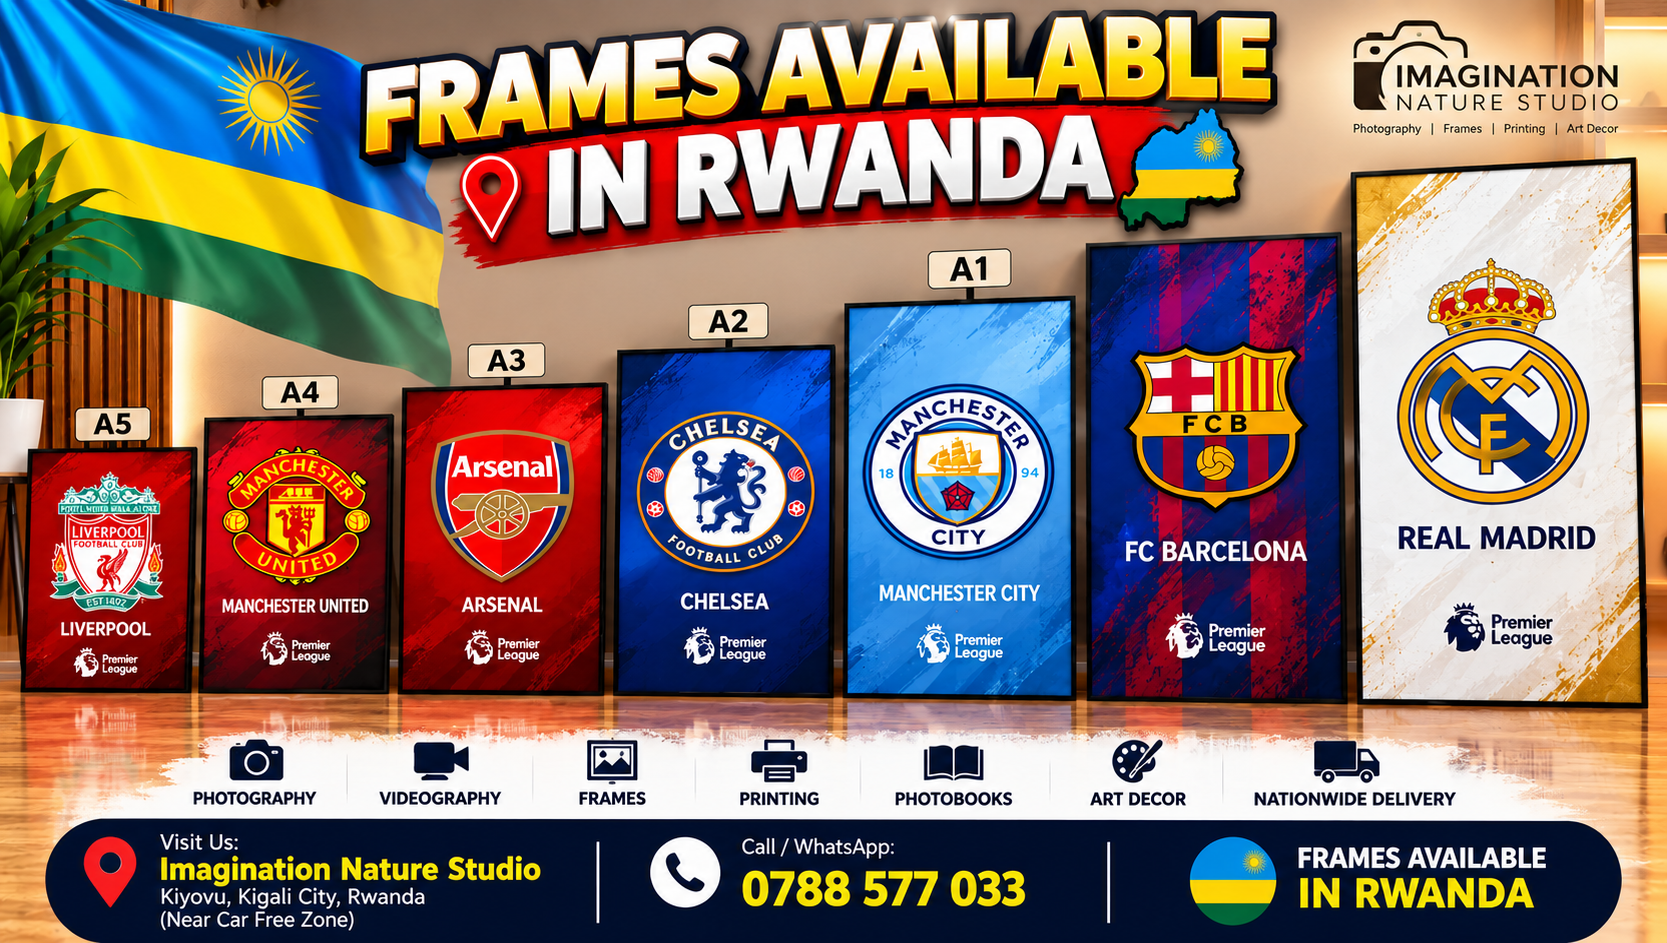 FRAMES AVAILABLE
IN RWANDA
IMAGINATION
NATURE STUDIO
Photography | Frames | Printing | Art Decor
A5
LIVERPOOL
FOOTBALL CLUB
LIVERPOOL
Premier
League
A4
MANCHESTER
UNITED
MANCHESTER UNITED
Premier
League
A3
Arsenal
ARSENAL
Premier
League
A2
CHELSEA
FOOTBALL CLUB
CHELSEA
Premier
League
A1
MANCHESTER
18 94
CITY
MANCHESTER CITY
Premier
League
FCB
FC BARCELONA
Premier
League
REAL MADRID
Premier
League
PHOTOGRAPHY
VIDEOGRAPHY
FRAMES
PRINTING
PHOTOBOOKS
ART DECOR
NATIONWIDE DELIVERY
Visit Us:
Imagination Nature Studio
Kiyovu, Kigali City, Rwanda
(Near Car Free Zone)
Call / WhatsApp:
0788 577 033
FRAMES AVAILABLE
IN RWANDA